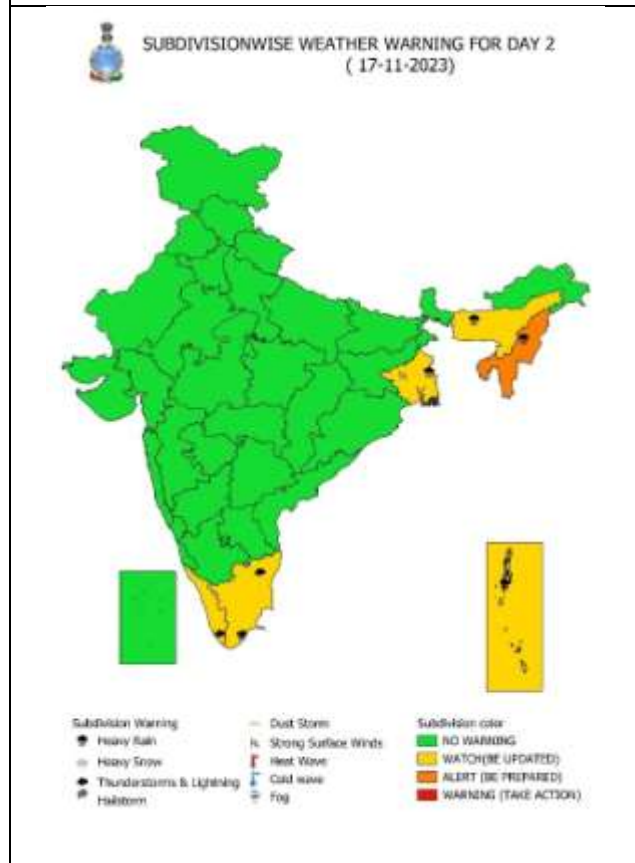 SUBDIVISIONWISE WEATHER WARNING FOR DAY 2
( 17-11-2023)
Subdivision Warning
Heavy Rain
Heavy Snow
Thunderstorms & Lightning
Hailstorm
Dust Storm
Strong Surface Winds
Heat Wave
Cold wave
Fog
Subdivision color
NO WARNING
WATCH(BE UPDATED)
ALERT (BE PREPARED)
WARNING (TAKE ACTION)